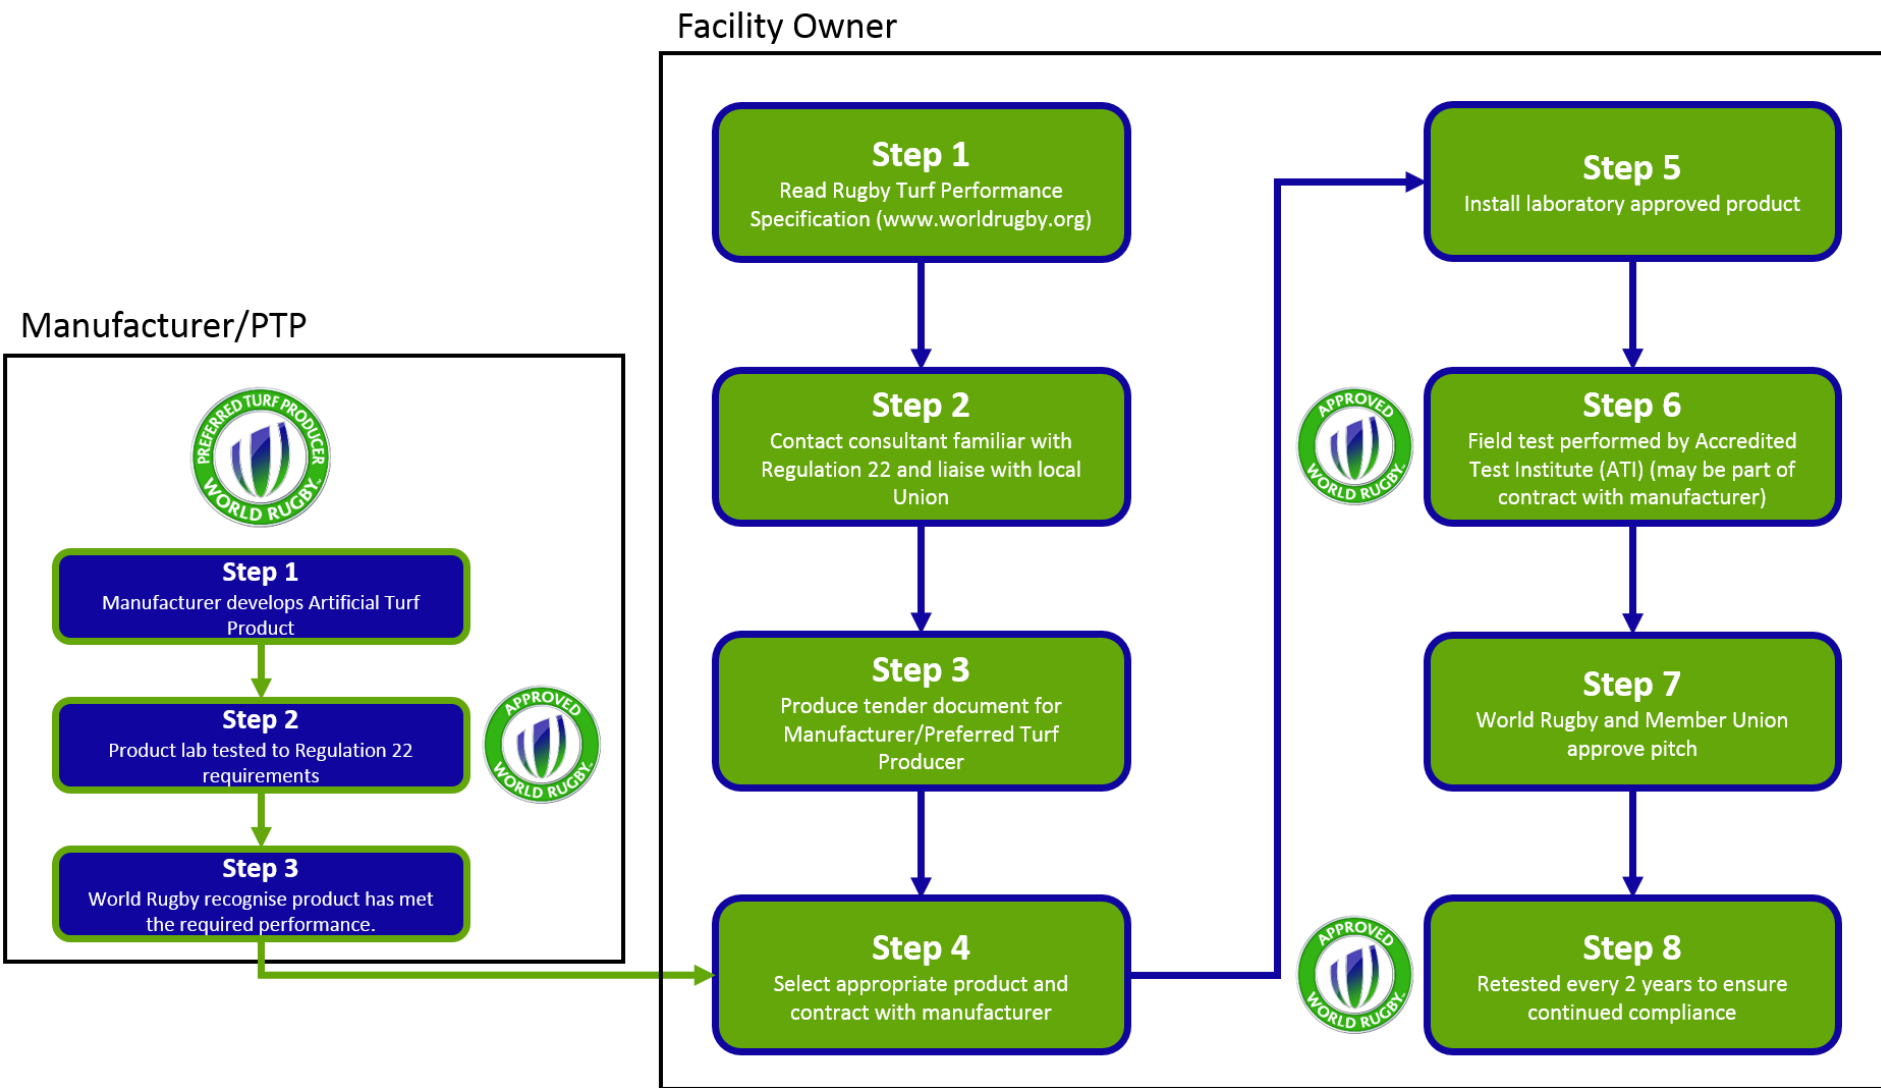 Facility Owner
Manufacturer/PTP
PREFERRED TURF PRODUCER
WORLD RUGBY™
Step 1
Manufacturer develops Artificial Turf
Product
Step 2
Product lab tested to Regulation 22
requirements
APPROVED
WORLD RUGBY™
Step 3
World Rugby recognise product has met
the required performance.
Step 1
Read Rugby Turf Performance
Specification (www.worldrugby.org)
Step 2
Contact consultant familiar with
Regulation 22 and liaise with local
Union
Step 3
Produce tender document for
Manufacturer/Preferred Turf
Producer
Step 4
Select appropriate product and
contract with manufacturer
Step 5
Install laboratory approved product
APPROVED
WORLD RUGBY™
Step 6
Field test performed by Accredited
Test Institute (ATI) (may be part of
contract with manufacturer)
Step 7
World Rugby and Member Union
approve pitch
APPROVED
WORLD RUGBY™
Step 8
Retested every 2 years to ensure
continued compliance